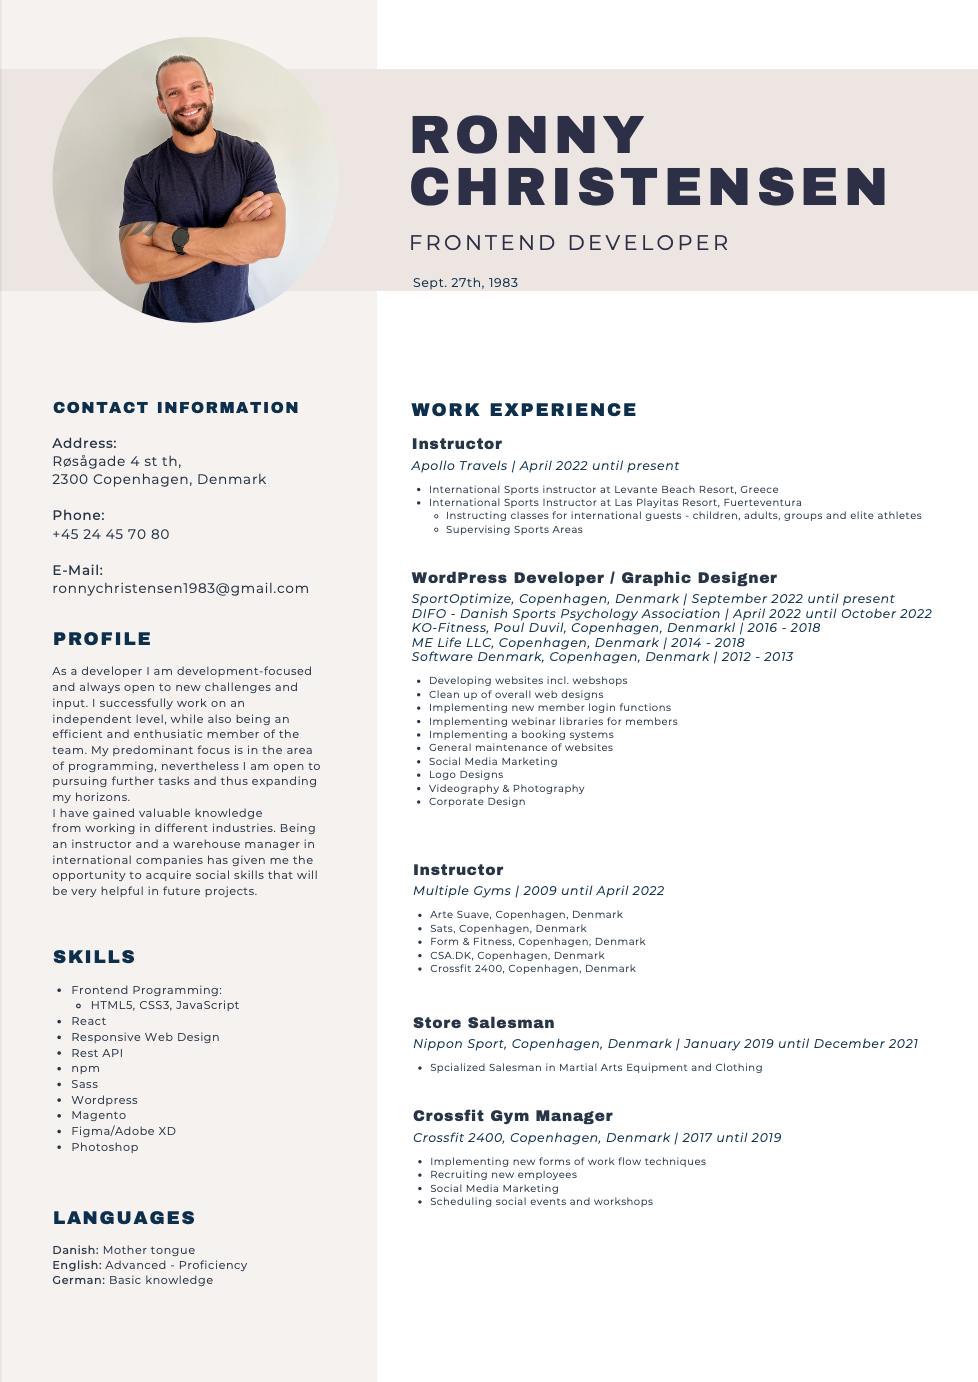 RONNY
CHRISTENSEN
FRONTEND DEVELOPER
Sept. 27th, 1983
CONTACT INFORMATION
Address:
Røsågade 4 st th,
2300 Copenhagen, Denmark
Phone:
+45 24 45 70 80
E-Mail:
ronnychristensen1983@gmail.com
PROFILE
As a developer I am development-focused
and always open to new challenges and
input. I successfully work on an
independent level, while also being an
efficient and enthusiatic member of the
team. My predominant focus is in the area
of programming, nevertheless I am open to
pursuing further tasks and thus expanding
my horizons.
I have gained valuable knowledge
from working in different industries. Being
an instructor and a warehouse manager in
international companies has given me the
opportunity to acquire social skills that will
be very helpful in future projects.
SKILLS
• Frontend Programming:
◦ HTML5, CSS3, JavaScript
• React
• Responsive Web Design
• Rest API
• npm
• Sass
• Wordpress
• Magento
• Figma/Adobe XD
• Photoshop
LANGUAGES
Danish: Mother tongue
English: Advanced - Proficiency
German: Basic knowledge
WORK EXPERIENCE
Instructor
Apollo Travels | April 2022 until present
• International Sports instructor at Levante Beach Resort, Greece
• International Sports Instructor at Las Playitas Resort, Fuerteventura
◦ Instructing classes for international guests - children, adults, groups and elite athletes
◦ Supervising Sports Areas
WordPress Developer / Graphic Designer
SportOptimize, Copenhagen, Denmark | September 2022 until present
DIFO - Danish Sports Psychology Association | April 2022 until October 2022
KO-Fitness, Poul Duvil, Copenhagen, Denmarkl | 2016 - 2018
ME Life LLC, Copenhagen, Denmark | 2014 - 2018
Software Denmark, Copenhagen, Denmark | 2012 - 2013
• Developing websites incl. webshops
• Clean up of overall web designs
• Implementing new member login functions
• Implementing webinar libraries for members
• Implementing a booking systems
• General maintenance of websites
• Social Media Marketing
• Logo Designs
• Videography & Photography
• Corporate Design
Instructor
Multiple Gyms | 2009 until April 2022
• Arte Suave, Copenhagen, Denmark
• Sats, Copenhagen, Denmark
• Form & Fitness, Copenhagen, Denmark
• CSA.DK, Copenhagen, Denmark
• Crossfit 2400, Copenhagen, Denmark
Store Salesman
Nippon Sport, Copenhagen, Denmark | January 2019 until December 2021
• Spcialized Salesman in Martial Arts Equipment and Clothing
Crossfit Gym Manager
Crossfit 2400, Copenhagen, Denmark | 2017 until 2019
• Implementing new forms of work flow techniques
• Recruiting new employees
• Social Media Marketing
• Scheduling social events and workshops